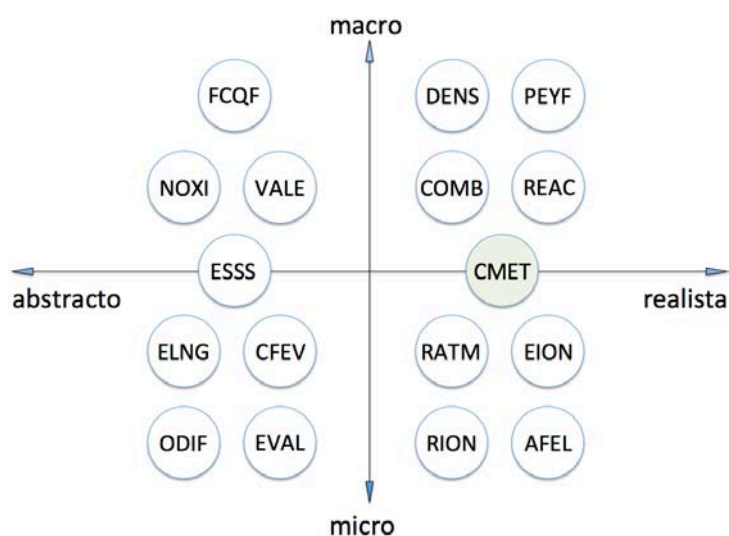 macro
FCQF DENS PEYF
NOXI VALE COMB REAC
ESSS CMET
abstracto realista
ELNG CFEV RATM EION
ODIF EVAL RION AFEL
micro